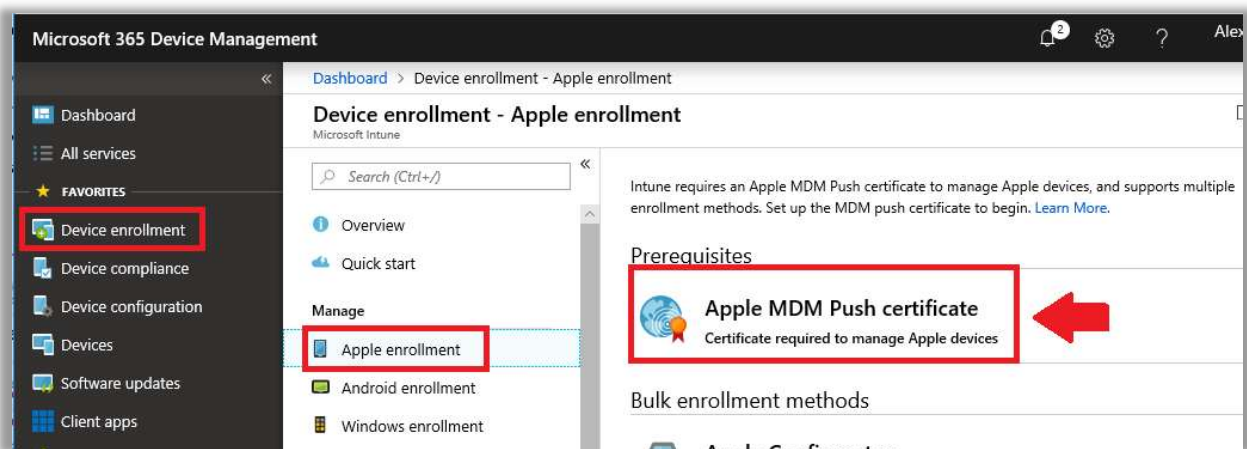 Microsoft 365 Device Management
2
?
Alex
«
Dashboard
All services
FAVORITES
Device enrollment
Device compliance
Device configuration
Devices
Software updates
Client apps
Dashboard > Device enrollment - Apple enrollment
Device enrollment - Apple enrollment
Microsoft Intune
Search (Ctrl+/)
«
Overview
Quick start
Manage
Apple enrollment
Android enrollment
Windows enrollment
Intune requires an Apple MDM Push certificate to manage Apple devices, and supports multiple
enrollment methods. Set up the MDM push certificate to begin. Learn More.
Prerequisites
Apple MDM Push certificate
Certificate required to manage Apple devices
Bulk enrollment methods
Apple Configurator